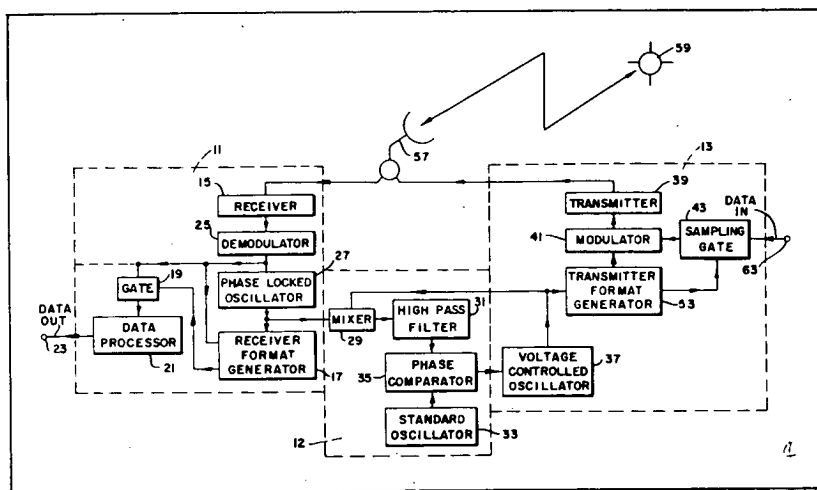 59
57
11
13
15
RECEIVER
TRANSMITTER
39
25
DEMODULATOR
41
MODULATOR
43
SAMPLING
GATE
DATA
IN
63
27
19
GATE
PHASE LOCKED
OSCILLATOR
TRANSMITTER
FORMAT
GENERATOR
53
DATA
OUT
23
DATA
PROCESSOR
21
RECEIVER
FORMAT
GENERATOR
17
MIXER
29
HIGH PASS
FILTER
31
35
PHASE
COMPARATOR
VOLTAGE
CONTROLLED
OSCILLATOR
37
STANDARD
OSCILLATOR
33
12